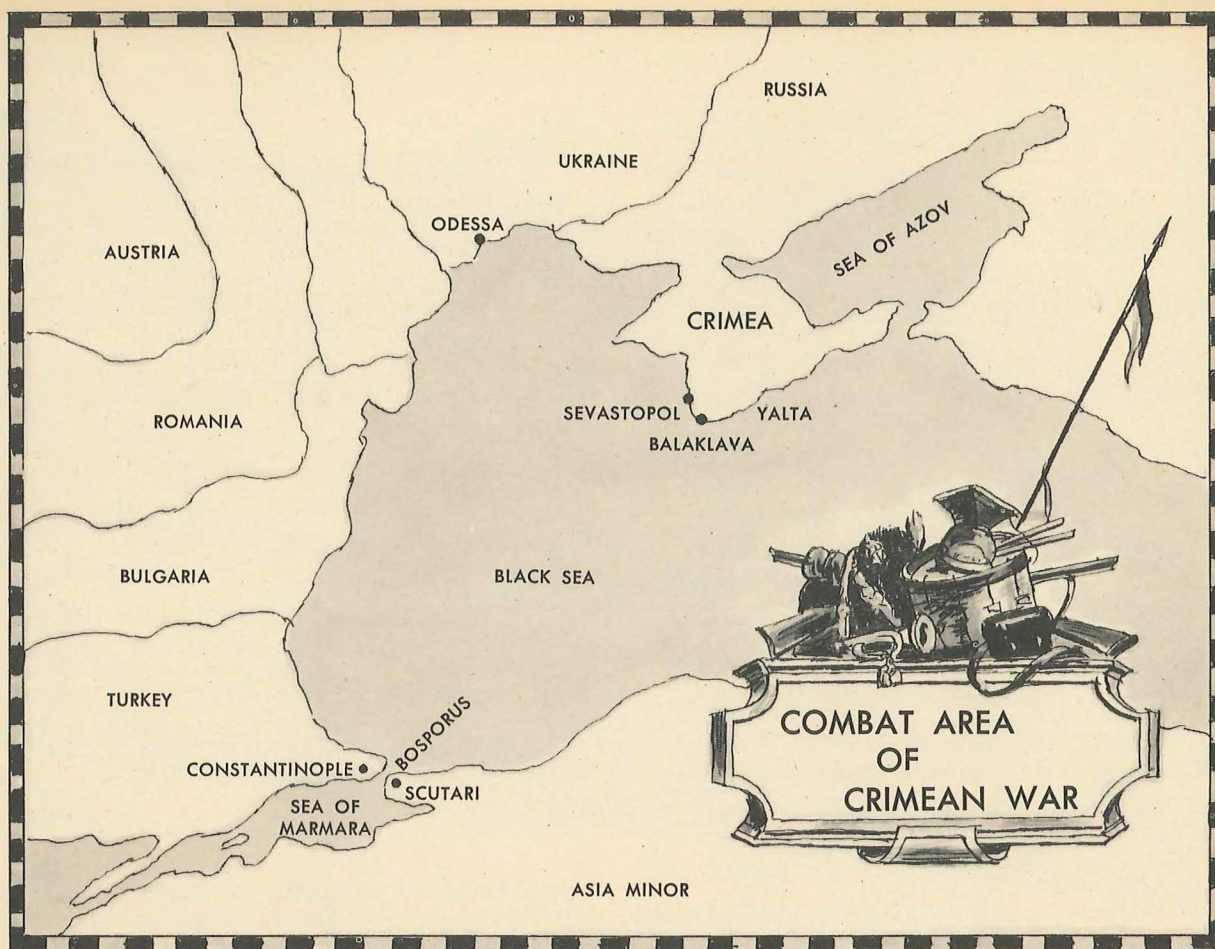 RUSSIA
UKRAINE
ODESSA
SEA OF AZOV
AUSTRIA
CRIMEA
ROMANIA
SEVASTOPOL
YALTA
BALAKLAVA
BULGARIA
BLACK SEA
TURKEY
BOSPORUS
CONSTANTINOPLE
SCUTARI
SEA OF
MARMARA
COMBAT AREA
OF
CRIMEAN WAR
ASIA MINOR